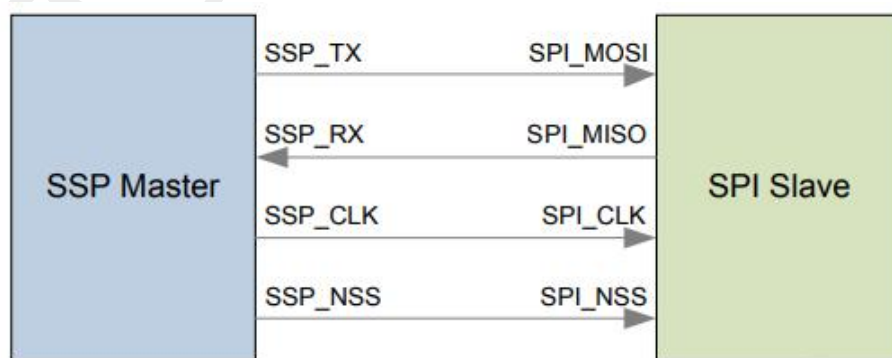 SSP_TX SPI_MOSI
SSP_RX SPI_MISO
SSP Master SPI Slave
SSP_CLK SPI_CLK
SSP_NSS SPI_NSS